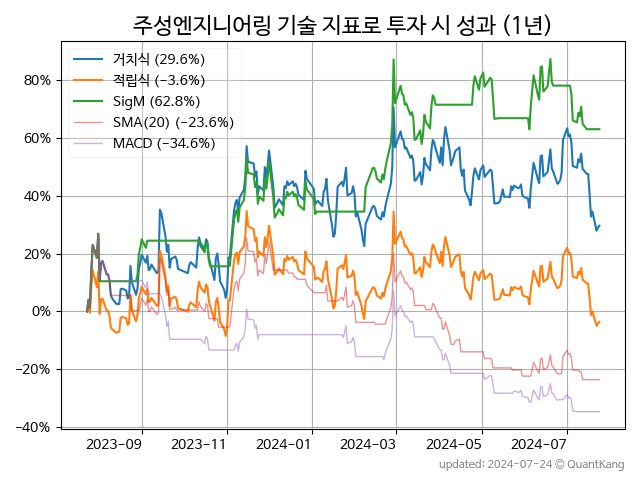 주성엔지니어링 기술 지표로 투자 시 성과 (1년)
거치식 (29.6%)
적립식 (−3.6%)
SigM (62.8%)
SMA(20) (−23.6%)
MACD (−34.6%)
80%
60%
40%
20%
0%
−20%
−40%
2023−09 2023−11 2024−01 2024−03 2024−05 2024−07
updated: 2024-07-24 © QuantKang